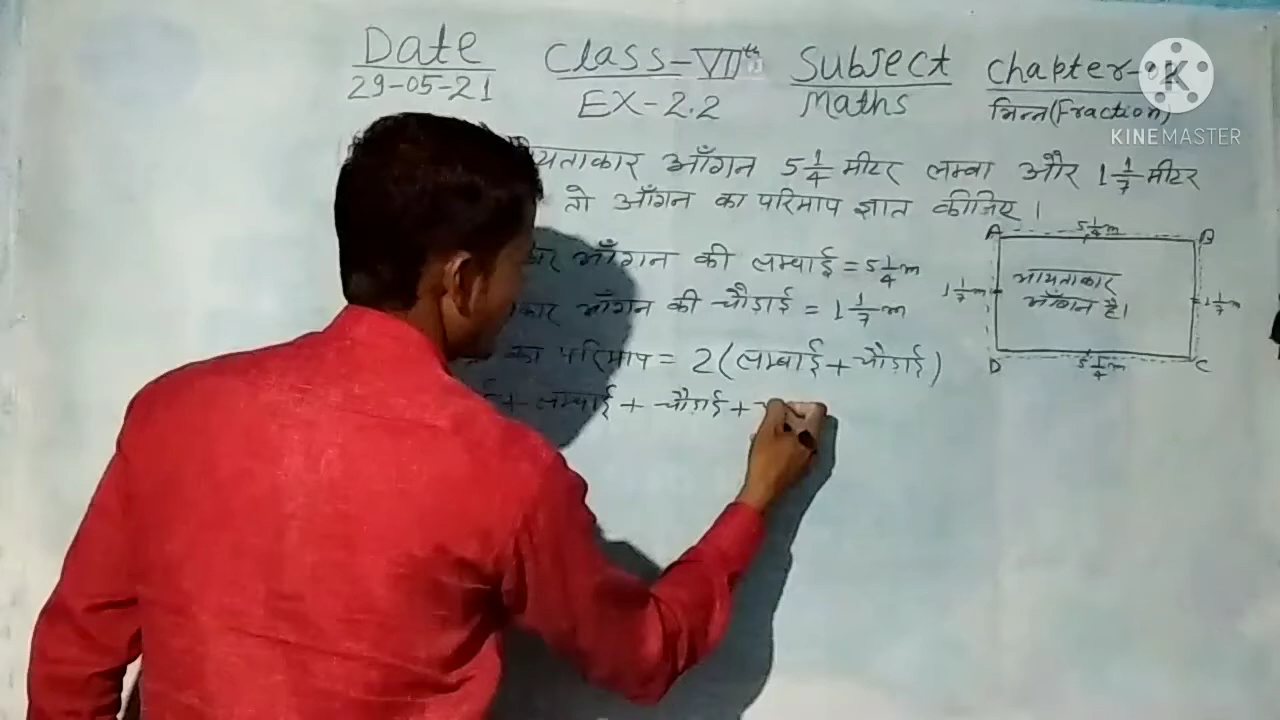 Date Class-VIIth Subject Chapter-
29-05-21 EX-2.2 Maths भिन्न(Fraction)
KINEMASTER
आँगन 5 1/4 मीटर लम्बा और 1 1/7 मीटर
तो आँगन का परिमाप ज्ञात कीजिए।
आँगन की लम्बाई = 5 1/4 m
आँगन की चौड़ाई = 1 1/7 m
का परिमाप = 2(लम्बाई + चौड़ाई)
+ लम्बाई + चौड़ाई +
A 5 1/4 m B
1 1/7 m आयताकार 1 1/7 m
आँगन है।
D 5 1/4 m C